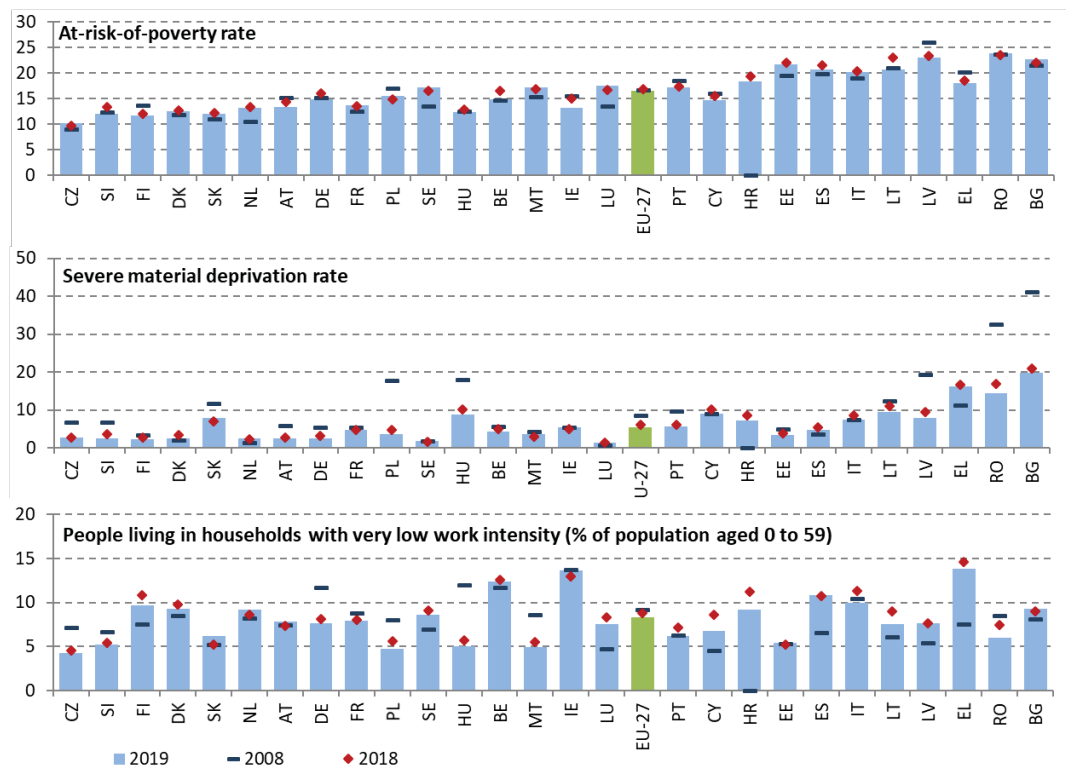 At-risk-of-poverty rate
30
25
20
15
10
5
0
CZ SI FI DK SK NL AT DE FR PL SE HU BE MT IE LU EU-27 PT CY HR EE ES IT LT LV EL RO BG
Severe material deprivation rate
50
40
30
20
10
0
CZ SI FI DK SK NL AT DE FR PL SE HU BE MT IE LU U-27 PT CY HR EE ES IT LT LV EL RO BG
People living in households with very low work intensity (% of population aged 0 to 59)
20
15
10
5
0
CZ SI FI DK SK NL AT DE FR PL SE HU BE MT IE LU EU-27 PT CY HR EE ES IT LT LV EL RO BG
2019 2008 2018